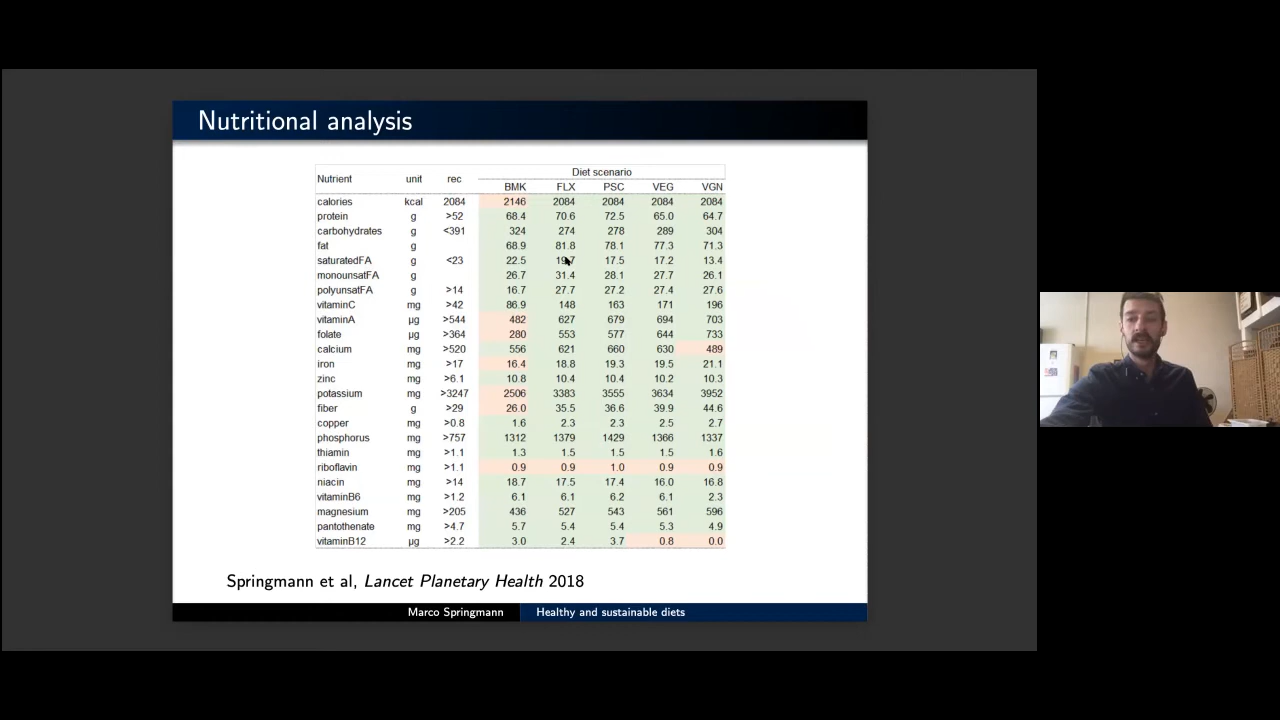 Nutritional analysis
Diet scenario
Nutrient unit rec BMK FLX PSC VEG VGN
calories kcal 2084 2146 2084 2084 2084 2084
protein g >52 68.4 70.6 72.5 65.0 64.7
carbohydrates g <391 324 274 278 289 304
fat g 68.9 81.8 78.1 77.3 71.3
saturatedFA g <23 22.5 17.5 17.2 13.4
monounsatFA g 26.7 31.4 28.1 27.7 26.1
polyunsatFA g >14 16.7 27.7 27.2 27.4 27.6
vitaminC mg >42 86.9 148 163 171 196
vitaminA μg >544 482 627 679 694 703
folate μg >364 280 553 577 644 733
calcium mg >520 556 621 660 630 489
iron mg >17 16.4 18.8 19.3 19.5 21.1
zinc mg >6.1 10.8 10.4 10.4 10.2 10.3
potassium mg >3247 2506 3383 3555 3634 3952
fiber g >29 26.0 35.5 36.6 39.9 44.6
copper mg >0.8 1.6 2.3 2.3 2.5 2.7
phosphorus mg >757 1312 1379 1429 1366 1337
thiamin mg >1.1 1.3 1.5 1.5 1.5 1.6
riboflavin mg >1.1 0.9 0.9 1.0 0.9 0.9
niacin mg >14 18.7 17.5 17.4 16.0 16.8
vitaminB6 mg >1.2 6.1 6.1 6.2 6.1 2.3
magnesium mg >205 436 527 543 561 596
pantothenate mg >4.7 5.7 5.4 5.4 5.3 4.9
vitaminB12 μg >2.2 3.0 2.4 3.7 0.8 0.0
Springmann et al, Lancet Planetary Health 2018
Marco Springmann Healthy and sustainable diets